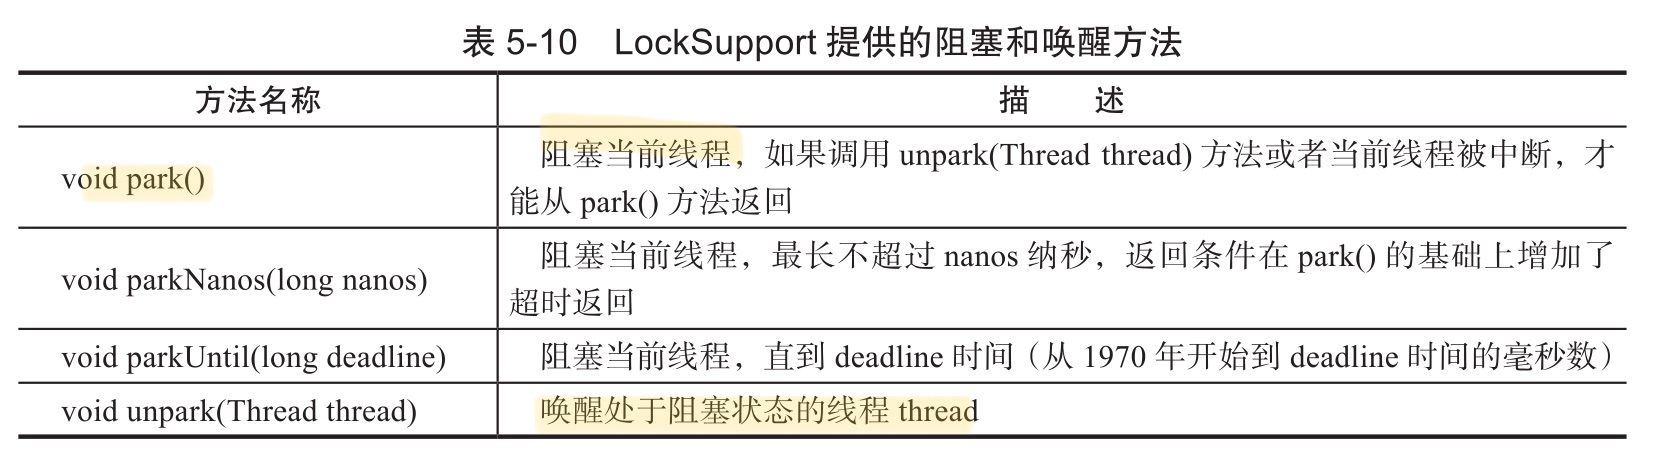 表 5-10 LockSupport 提供的阻塞和唤醒方法
方法名称 描 述
void park() 阻塞当前线程，如果调用 unpark(Thread thread) 方法或者当前线程被中断，才
能从 park() 方法返回
void parkNanos(long nanos) 阻塞当前线程，最长不超过 nanos 纳秒，返回条件在 park() 的基础上增加了
超时返回
void parkUntil(long deadline) 阻塞当前线程，直到 deadline 时间（从 1970 年开始到 deadline 时间的毫秒数）
void unpark(Thread thread) 唤醒处于阻塞状态的线程 thread